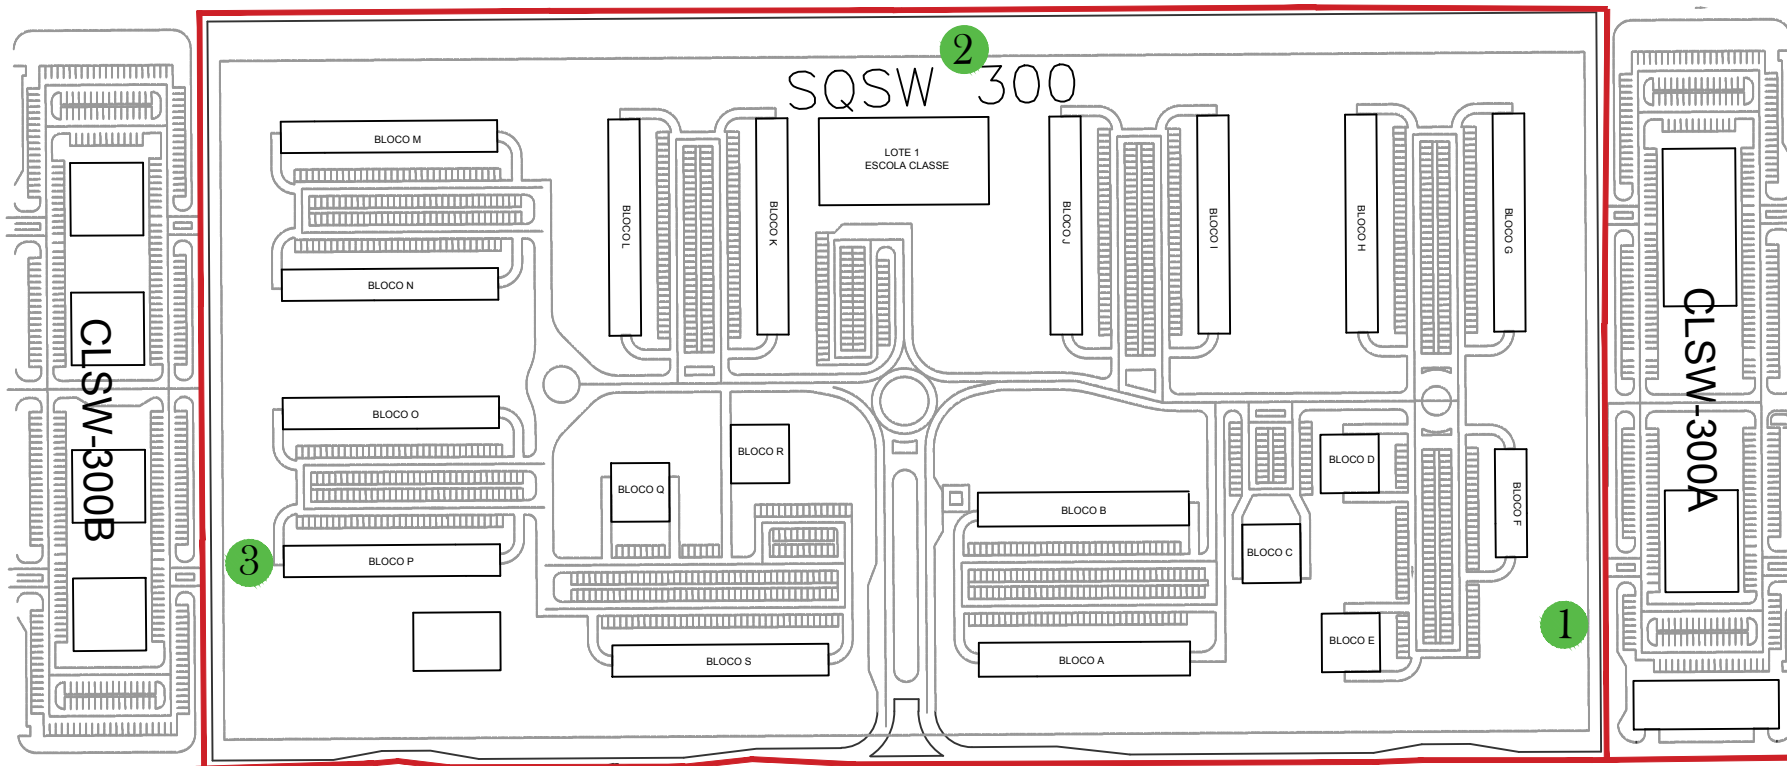 2
SQSW 300
BLOCO M
LOTE 1
ESCOLA CLASSE
BLOCO L
BLOCO K
BLOCO J
BLOCO I
BLOCO H
BLOCO G
BLOCO N
CLSW-300B
CLSW-300A
BLOCO O
BLOCO R
BLOCO D
BLOCO Q
BLOCO F
BLOCO B
BLOCO C
3
BLOCO P
1
BLOCO E
BLOCO S
BLOCO A